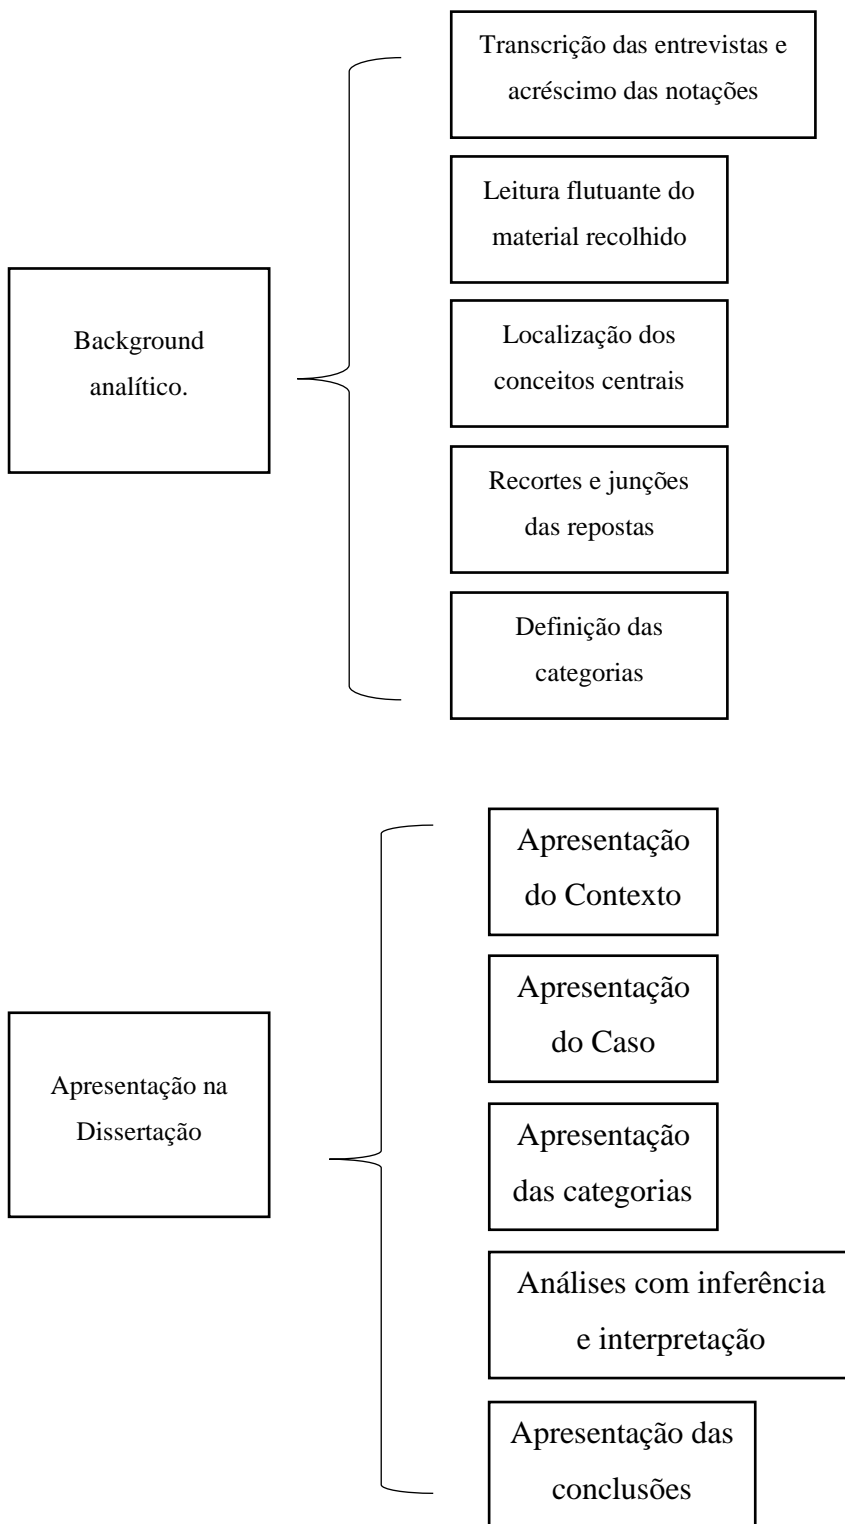 Background
analítico.
Transcrição das entrevistas e
acréscimo das notações
Leitura flutuante do
material recolhido
Localização dos
conceitos centrais
Recortes e junções
das repostas
Definição das
categorias
Apresentação na
Dissertação
Apresentação
do Contexto
Apresentação
do Caso
Apresentação
das categorias
Análises com inferência
e interpretação
Apresentação das
conclusões